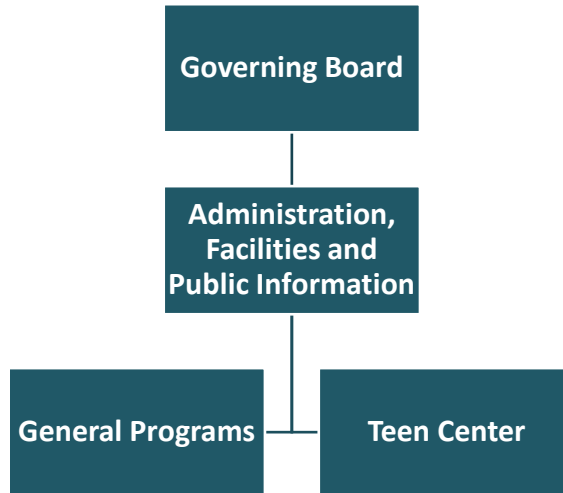 Governing Board
Administration,
Facilities and
Public Information
General Programs
Teen Center